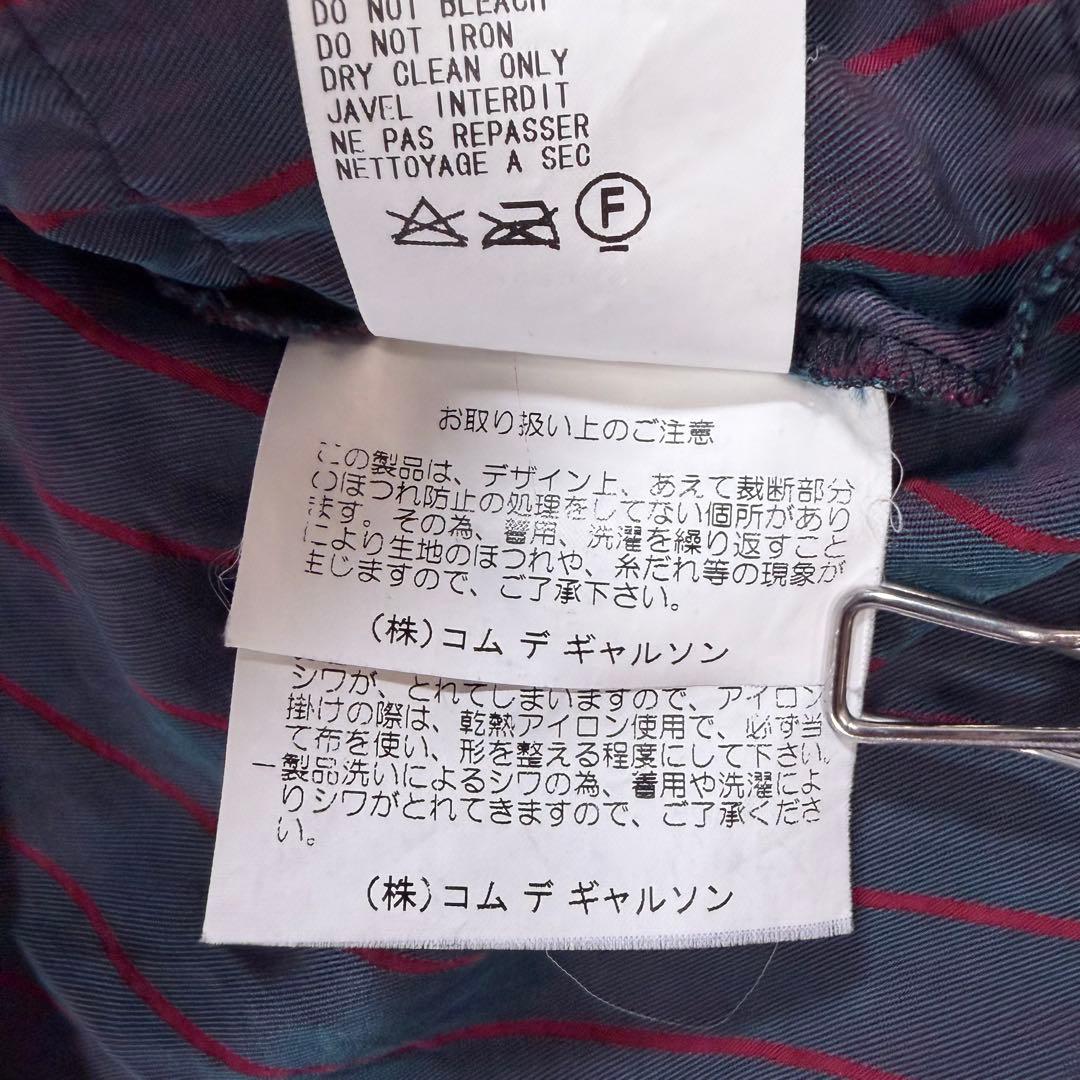 DO NOT BLEACH
DO NOT IRON
DRY CLEAN ONLY
JAVEL INTERDIT
NE PAS REPASSER
NETTOYAGE A SEC
F
お取り扱い上のご注意
この製品は、デザイン上、あえて裁断部分
のほつれ防止の処理をしてない個所があり
ます。その為、着用、洗濯を繰り返すこと
により生地のほつれや、糸だれ等の現象が
生じますので、ご了承下さい。
(株)コム デ ギャルソン
シワが、とれてしまいますので、アイロン
掛けの際は、乾熱アイロン使用で、必ず当
て布を使い、形を整える程度にして下さい。
一製品洗いによるシワの為、着用や洗濯によ
りシワがとれてきますので、ご了承くださ
い。
(株)コム デ ギャルソン